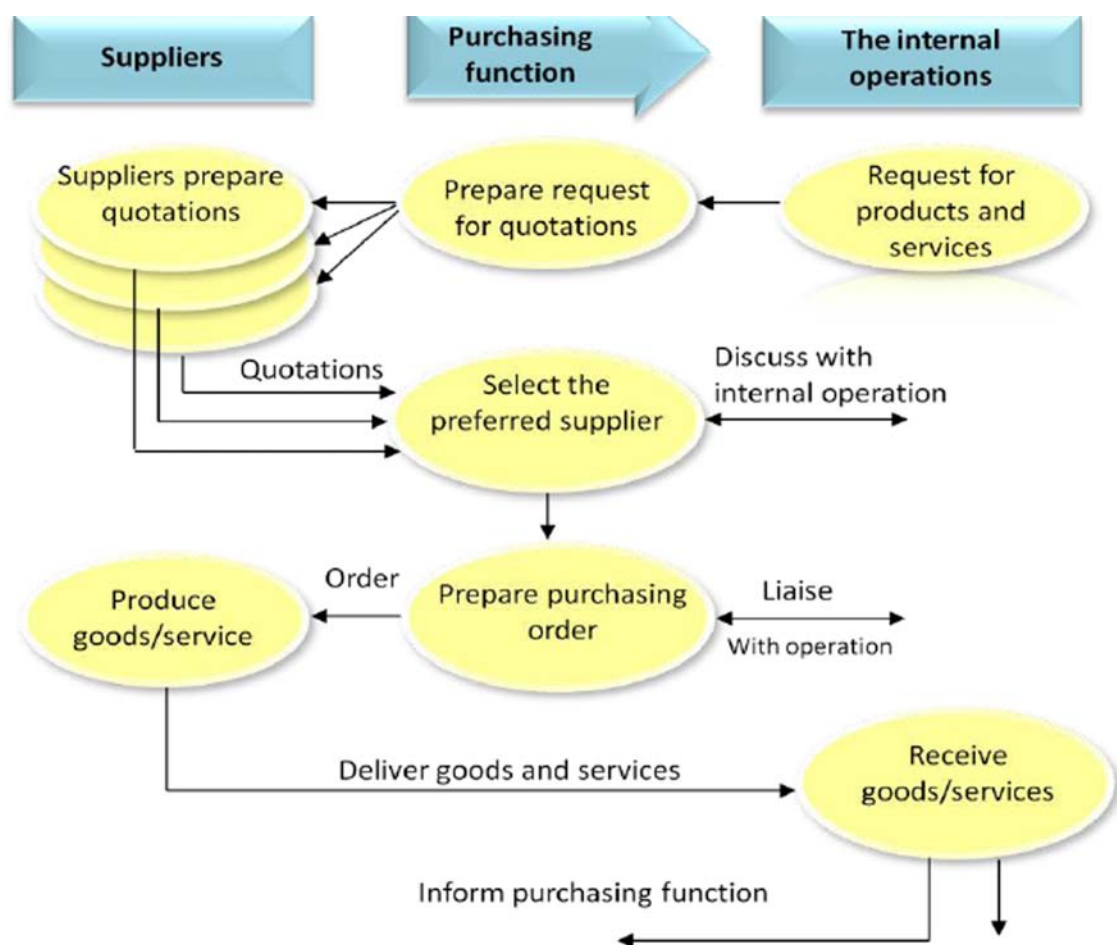 Suppliers
Purchasing
function
The internal
operations
Suppliers prepare
quotations
Prepare request
for quotations
Request for
products and
services
Quotations
Select the
preferred supplier
Discuss with
internal operation
Produce
goods/service
Order
Prepare purchasing
order
Liaise
With operation
Deliver goods and services
Receive
goods/services
Inform purchasing function